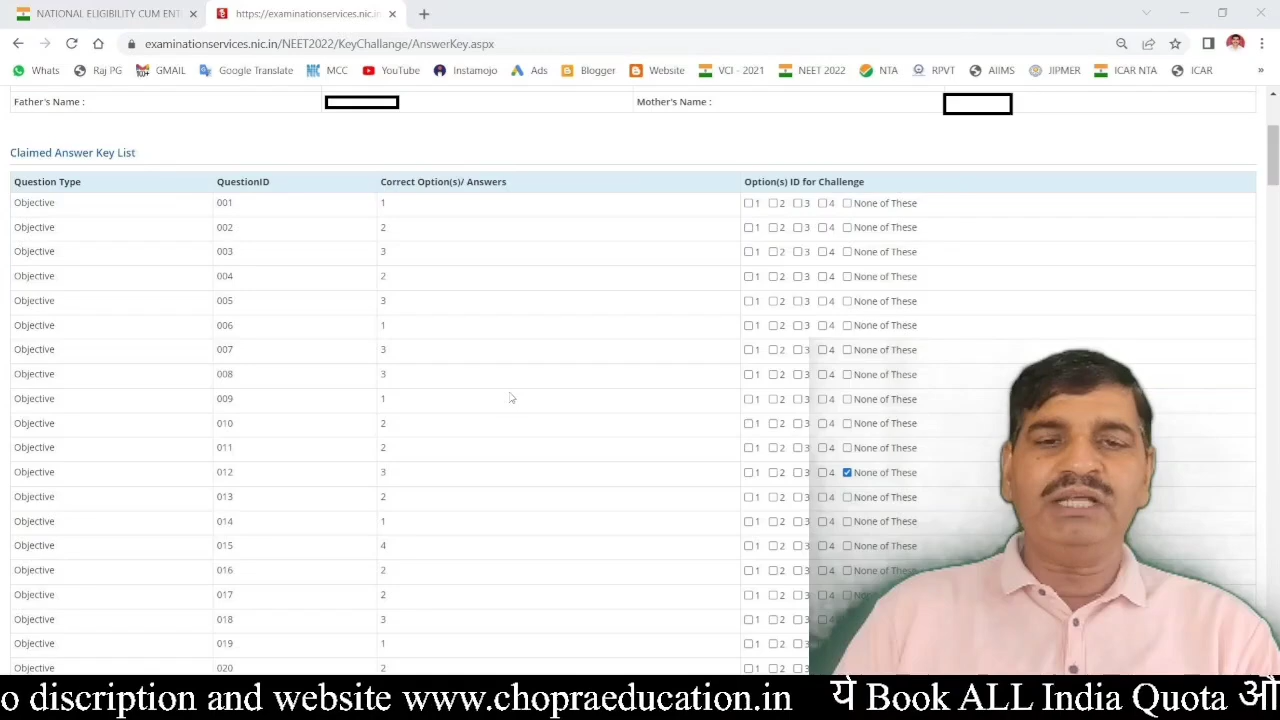 NATIONAL ELIGIBILITY CUM ENT
https://examinationservices.nic.in
examinationservices.nic.in/NEET2022/KeyChallange/AnswerKey.aspx
Whats Raj PG GMAIL Google Translate MCC YouTube Instamojo Ads Blogger Website VCI - 2021 NEET 2022 NTA RPVT AIIMS JIPMER ICAR NTA ICAR »
Father's Name : Mother's Name :
Claimed Answer Key List
Question Type QuestionID Correct Option(s)/ Answers Option(s) ID for Challenge
Objective 001 1 1 2 3 4 None of These
Objective 002 2 1 2 3 4 None of These
Objective 003 3 1 2 3 4 None of These
Objective 004 2 1 2 3 4 None of These
Objective 005 3 1 2 3 4 None of These
Objective 006 1 1 2 3 4 None of These
Objective 007 3 1 2 3 4 None of These
Objective 008 3 1 2 3 4 None of These
Objective 009 1 1 2 3 4 None of These
Objective 010 2 1 2 3 4 None of These
Objective 011 2 1 2 3 4 None of These
Objective 012 3 1 2 3 4 None of These
Objective 013 2 1 2 3 4 None of These
Objective 014 1 1 2 3 4 None of These
Objective 015 4 1 2 3 4 None of These
Objective 016 2 1 2 3 4 None of These
Objective 017 2 1 2 3 4
Objective 018 3 1 2 3 4
Objective 019 1 1 2 3
Objective 020 2 1 2 3
o discription and website www.chopraeducation.in ये Book ALL India Quota औ